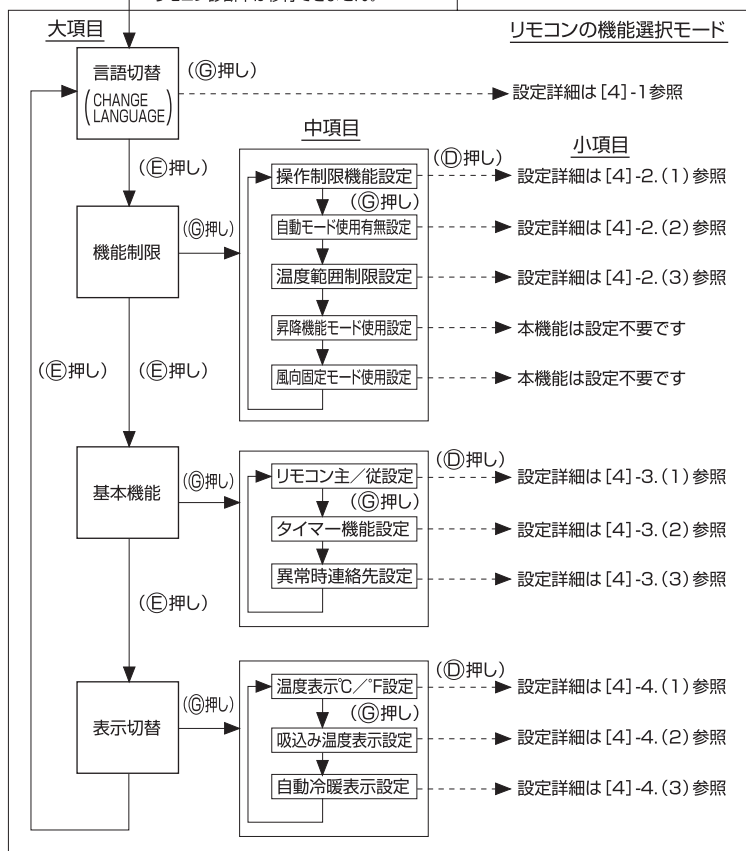 大項目
リモコンの機能選択モード
言語切替
(CHANGE
LANGUAGE)
(Ⓖ押し)
設定詳細は[4]-1参照
中項目
小項目
(Ⓔ押し)
(Ⓓ押し)
機能制限
(Ⓖ押し)
操作制限機能設定
設定詳細は[4]-2.(1)参照
(Ⓖ押し)
自動モード使用有無設定
設定詳細は[4]-2.(2)参照
温度範囲制限設定
設定詳細は[4]-2.(3)参照
昇降機能モード使用設定
本機能は設定不要です
風向固定モード使用設定
本機能は設定不要です
(Ⓔ押し)
(Ⓔ押し)
基本機能
(Ⓖ押し)
(Ⓓ押し)
リモコン主/従設定
設定詳細は[4]-3.(1)参照
(Ⓖ押し)
タイマー機能設定
設定詳細は[4]-3.(2)参照
異常時連絡先設定
設定詳細は[4]-3.(3)参照
(Ⓔ押し)
表示切替
(Ⓖ押し)
(Ⓓ押し)
温度表示℃/℉設定
設定詳細は[4]-4.(1)参照
(Ⓖ押し)
吸込み温度表示設定
設定詳細は[4]-4.(2)参照
自動冷暖表示設定
設定詳細は[4]-4.(3)参照